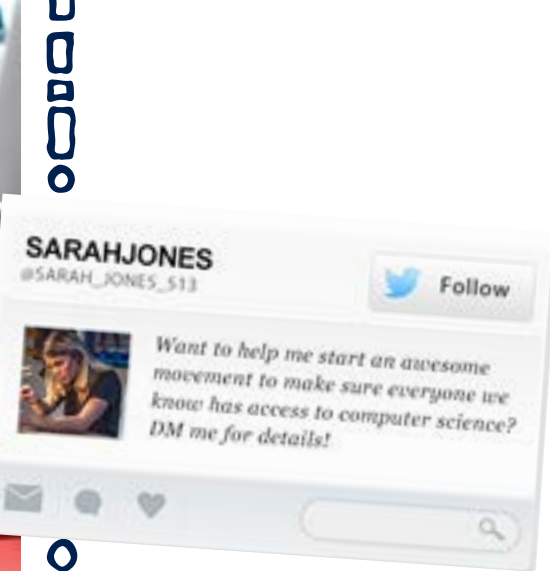 SARAHJONES
@SARAH_JONES_S13
Follow
Want to help me start an awesome
movement to make sure everyone we
know has access to computer science?
DM me for details!